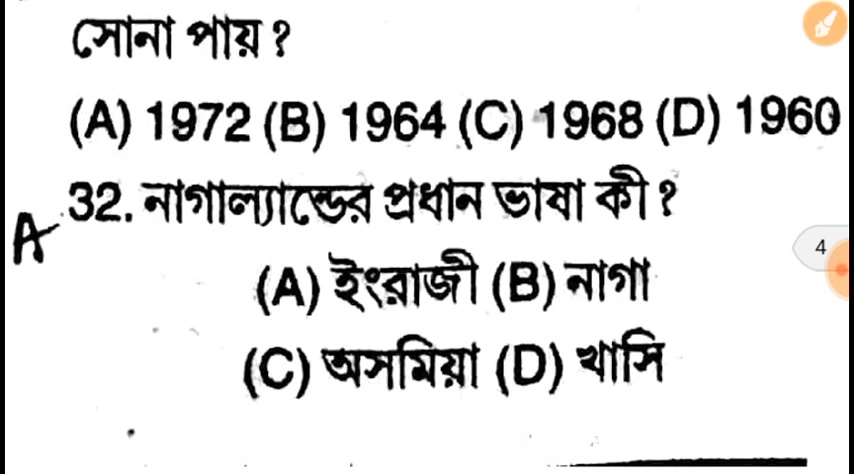 সোনা পায় ?
(A) 1972 (B) 1964 (C) 1968 (D) 1960
32. নাগাল্যান্ডের প্রধান ভাষা কী ?
A
(A) ইংরাজী (B) নাগা
(C) অসমিয়া (D) খাসি
4